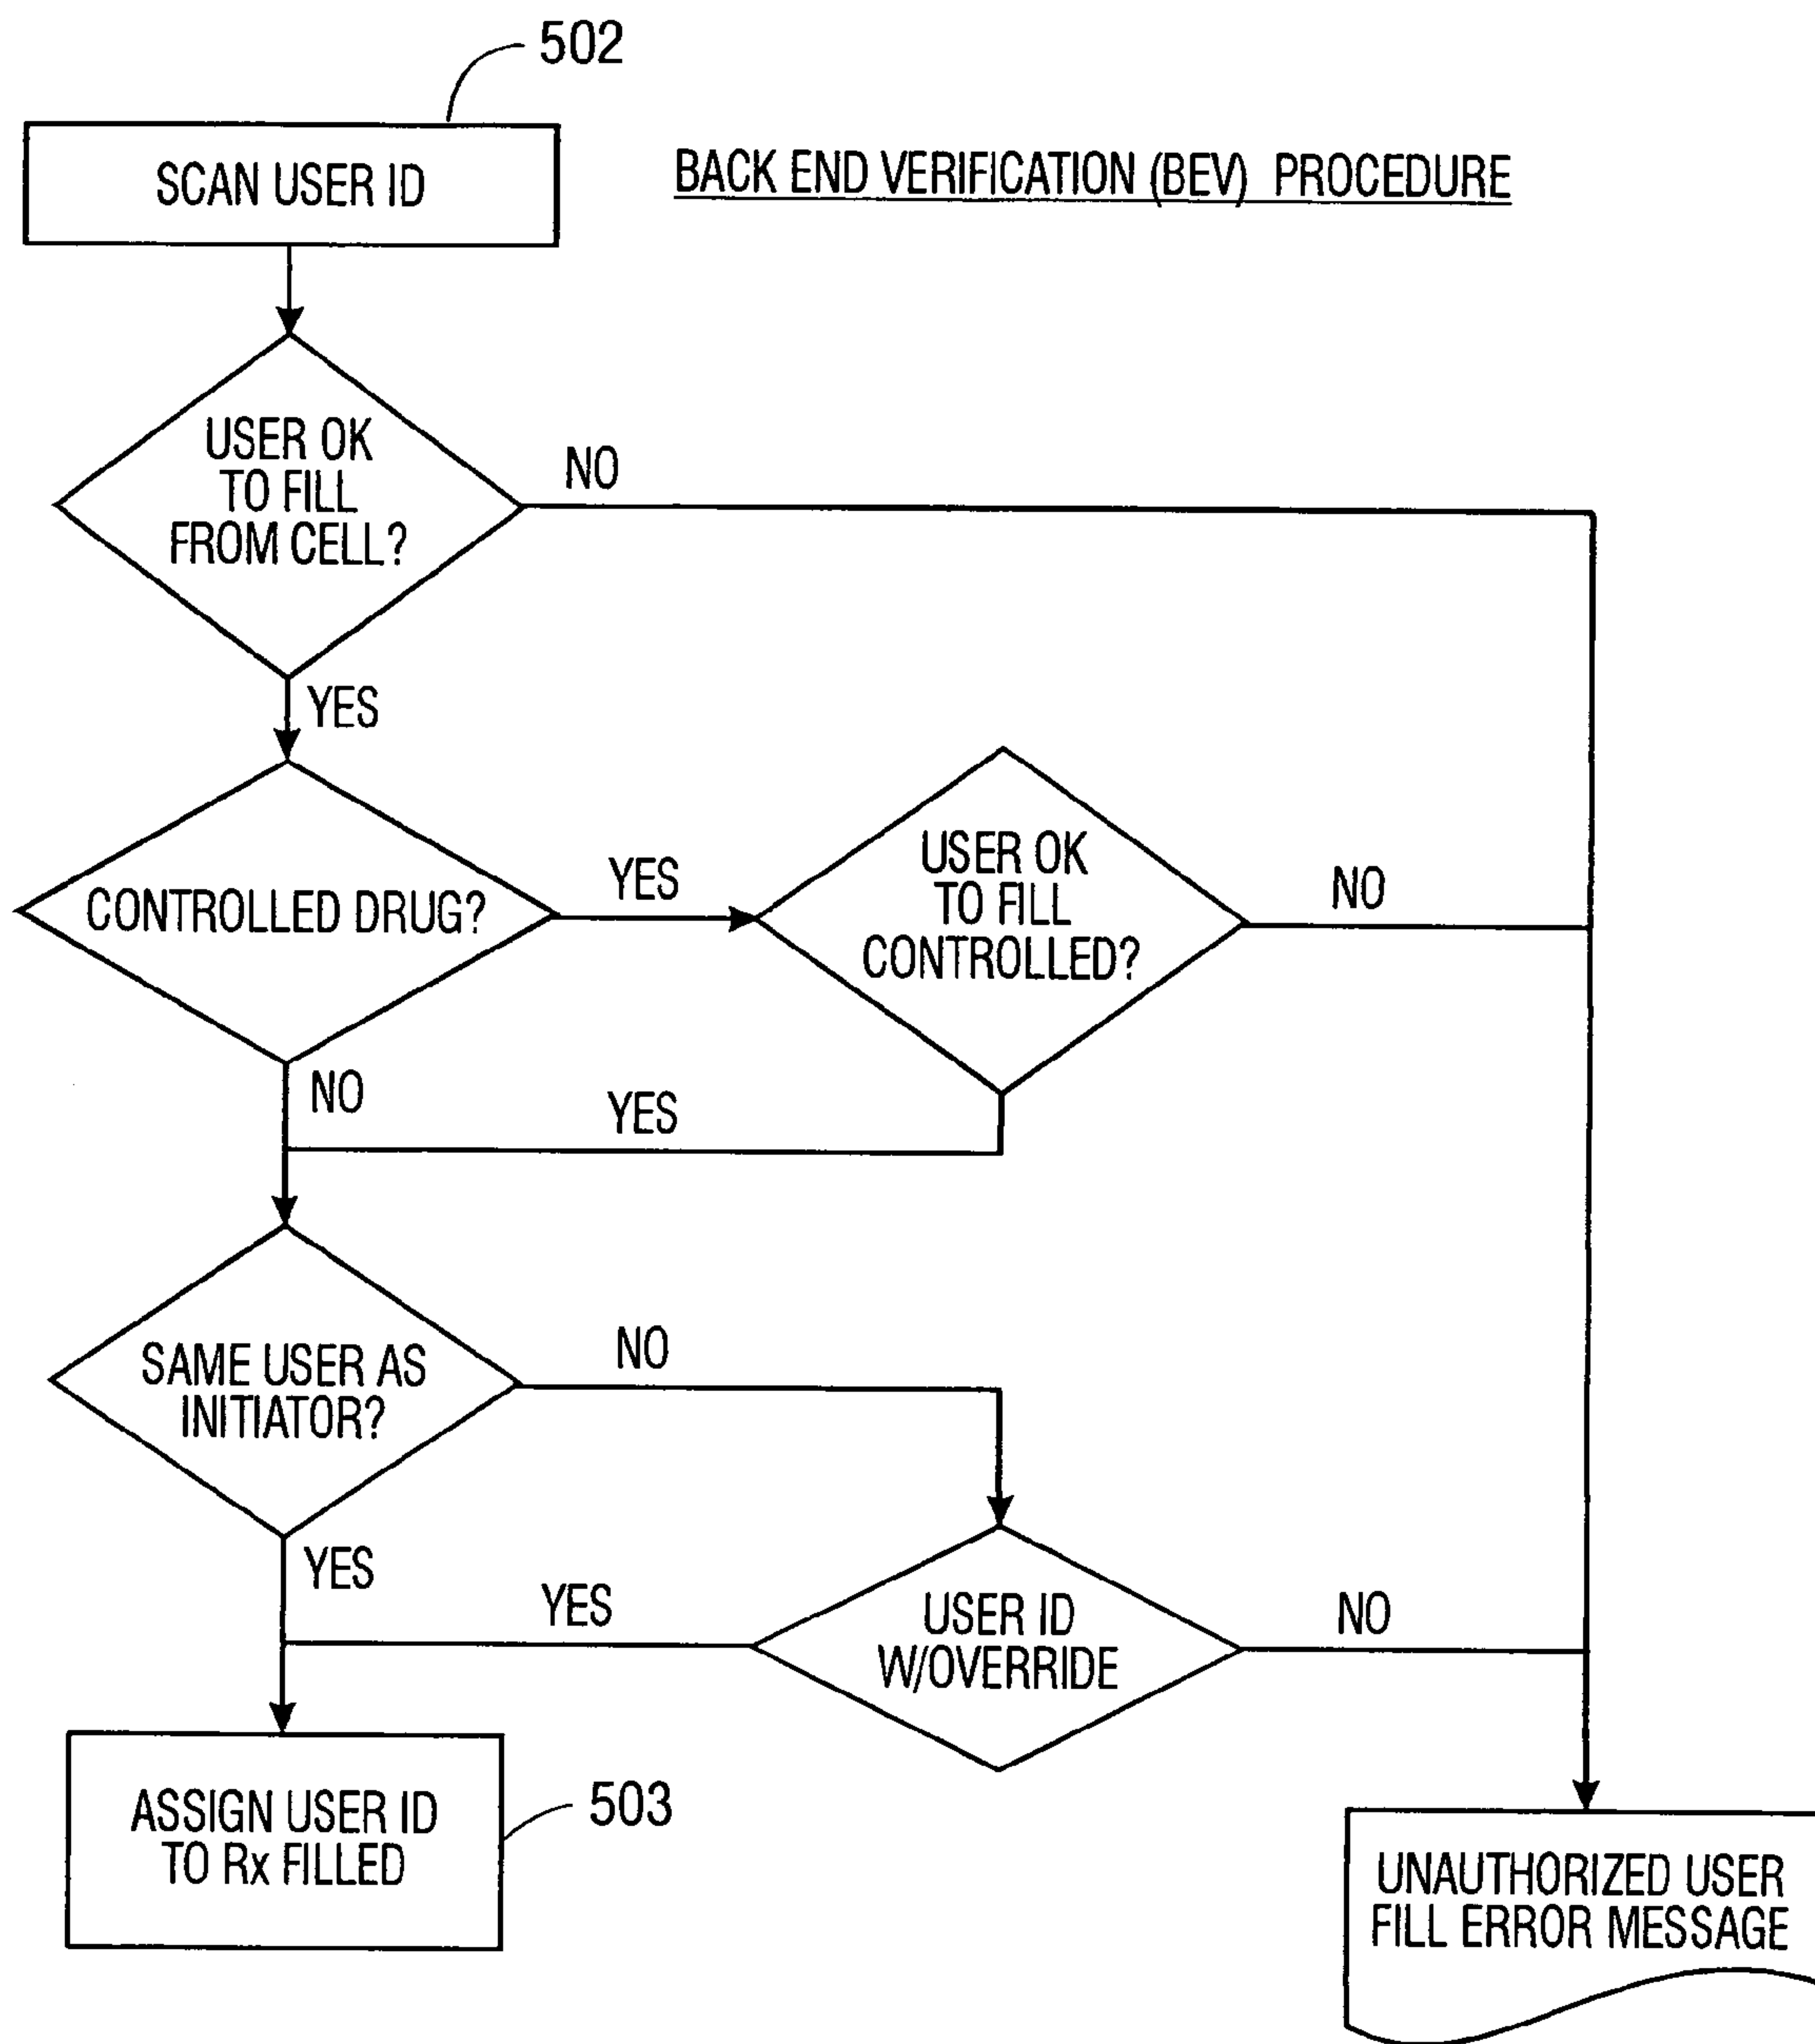 502
SCAN USER ID
BACK END VERIFICATION (BEV) PROCEDURE
USER OK
TO FILL
FROM CELL?
NO
YES
CONTROLLED DRUG?
YES
USER OK
TO FILL
CONTROLLED?
NO
NO
YES
SAME USER AS
INITIATOR?
NO
YES
YES
USER ID
W/OVERRIDE
NO
ASSIGN USER ID
TO Rx FILLED
503
UNAUTHORIZED USER
FILL ERROR MESSAGE